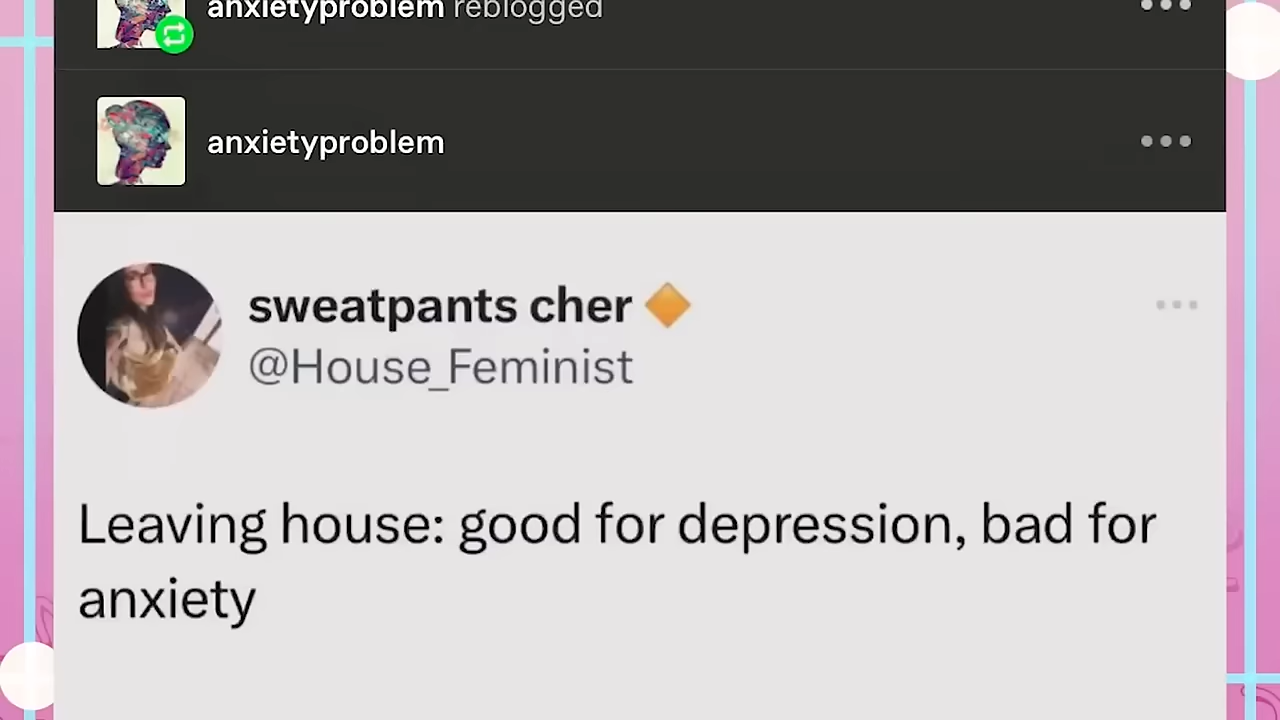 anxietyproblem reblogged
anxietyproblem
sweatpants cher
@House_Feminist
Leaving house: good for depression, bad for
anxiety